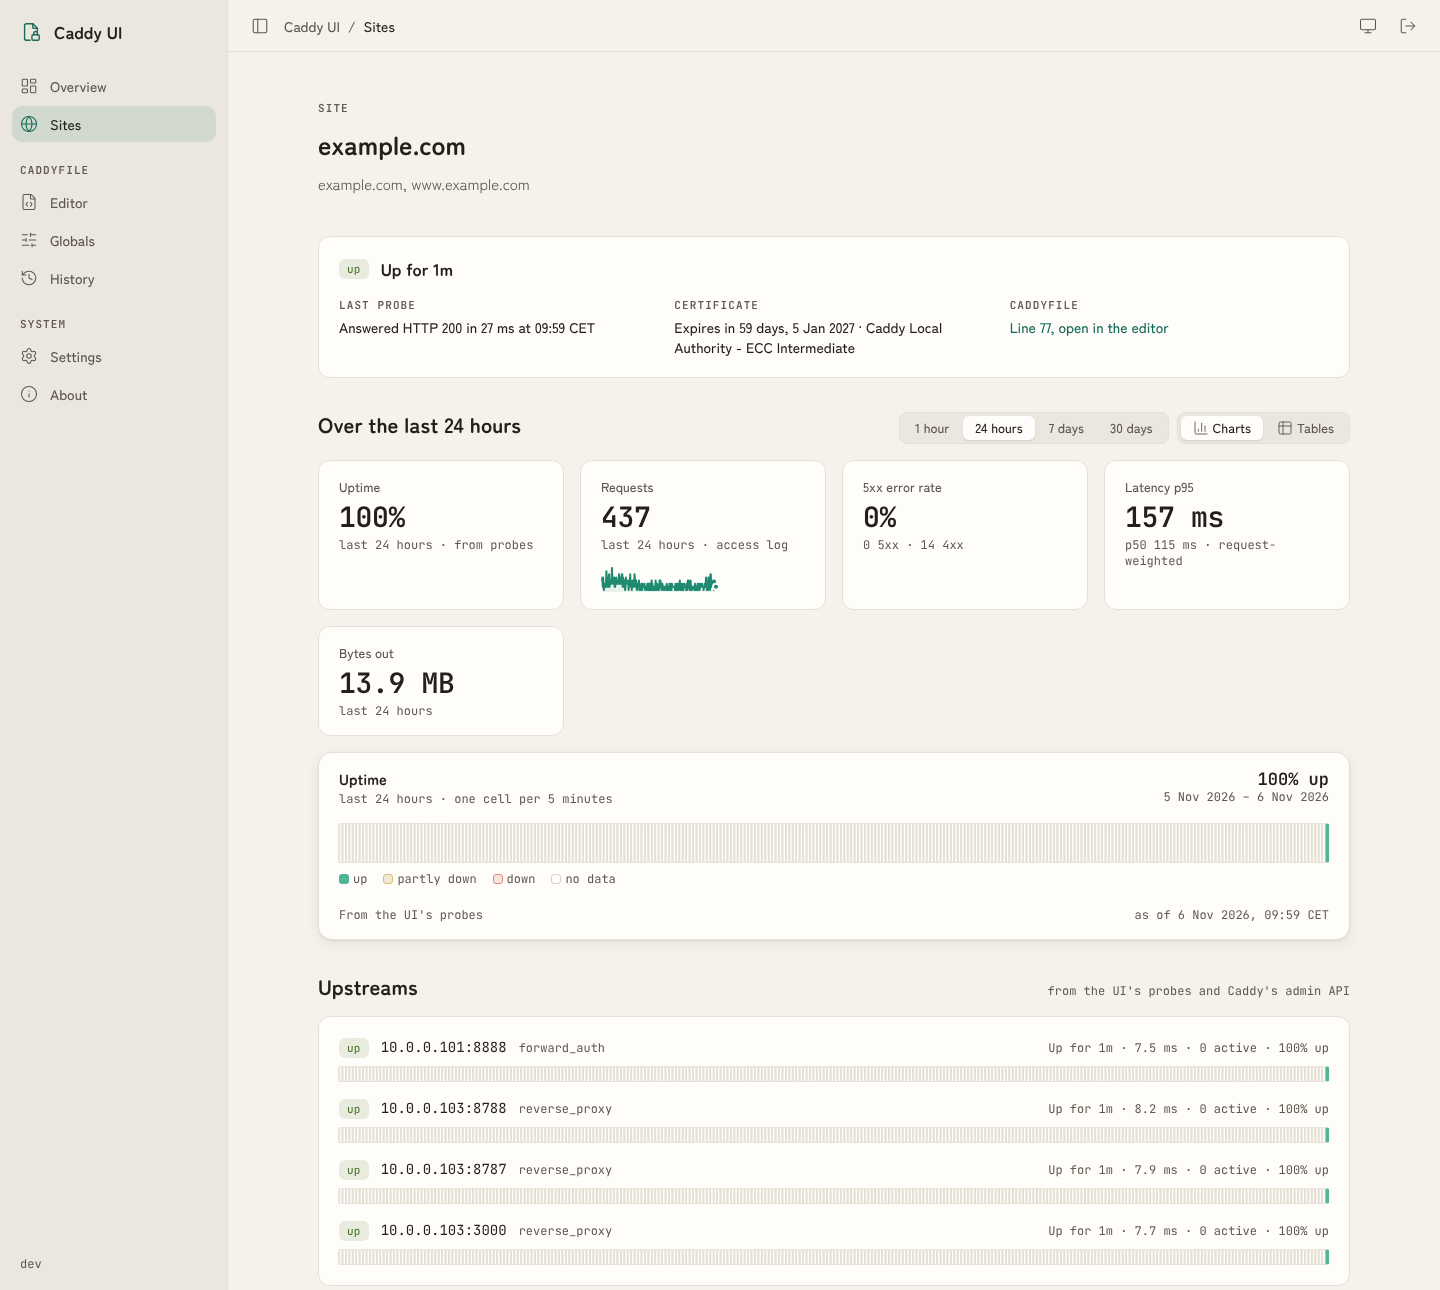 Caddy UI
Overview
Sites
CADDYFILE
Editor
Globals
History
SYSTEM
Settings
About
dev
Caddy UI / Sites
SITE
example.com
example.com, www.example.com
up Up for 1m
LAST PROBE
Answered HTTP 200 in 27 ms at 09:59 CET
CERTIFICATE
Expires in 59 days, 5 Jan 2027 · Caddy Local
Authority - ECC Intermediate
CADDYFILE
Line 77, open in the editor
Over the last 24 hours
1 hour 24 hours 7 days 30 days Charts Tables
Uptime
100%
last 24 hours · from probes
Requests
437
last 24 hours · access log
5xx error rate
0%
0 5xx · 14 4xx
Latency p95
157 ms
p50 115 ms · request-
weighted
Bytes out
13.9 MB
last 24 hours
Uptime
last 24 hours · one cell per 5 minutes
100% up
5 Nov 2026 – 6 Nov 2026
up partly down down no data
From the UI's probes
as of 6 Nov 2026, 09:59 CET
Upstreams
from the UI's probes and Caddy's admin API
up 10.0.0.101:8888 forward_auth Up for 1m · 7.5 ms · 0 active · 100% up
up 10.0.0.103:8788 reverse_proxy Up for 1m · 8.2 ms · 0 active · 100% up
up 10.0.0.103:8787 reverse_proxy Up for 1m · 7.9 ms · 0 active · 100% up
up 10.0.0.103:3000 reverse_proxy Up for 1m · 7.7 ms · 0 active · 100% up